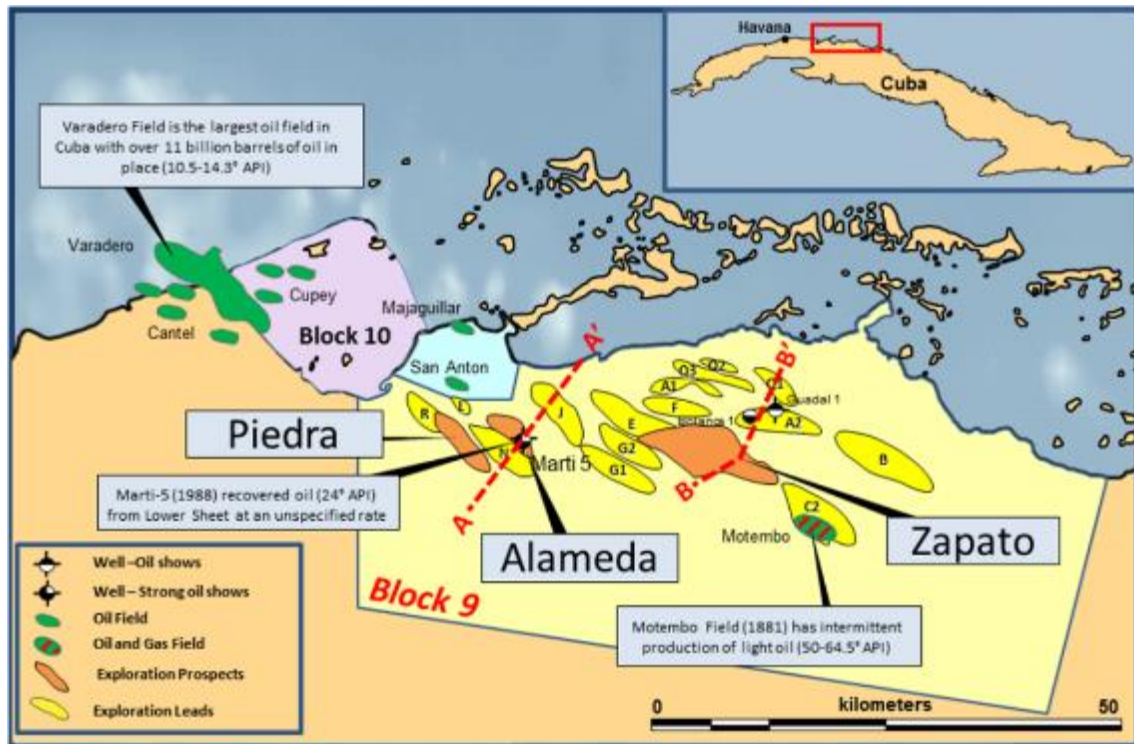 Havana
Cuba
Varadero Field is the largest oil field in
Cuba with over 11 billion barrels of oil in
place (10.5-14.3° API)
Varadero
Cupey
Cantel
Block 10
Majaguillar
San Anton
A'
B'
Piedra
R
L
J
N
Marti 5
E
G2
G1
A1
F
Guadal 1
A2
B
Marti-5 (1988) recovered oil (24° API)
from Lower Sheet at an unspecified rate
A
B
C2
Motembo
Alameda
Zapato
Block 9
Motembo Field (1881) has intermittent
production of light oil (50-64.5° API)
Well –Oil shows
Well – Strong oil shows
Oil Field
Oil and Gas Field
Exploration Prospects
Exploration Leads
0 kilometers 50